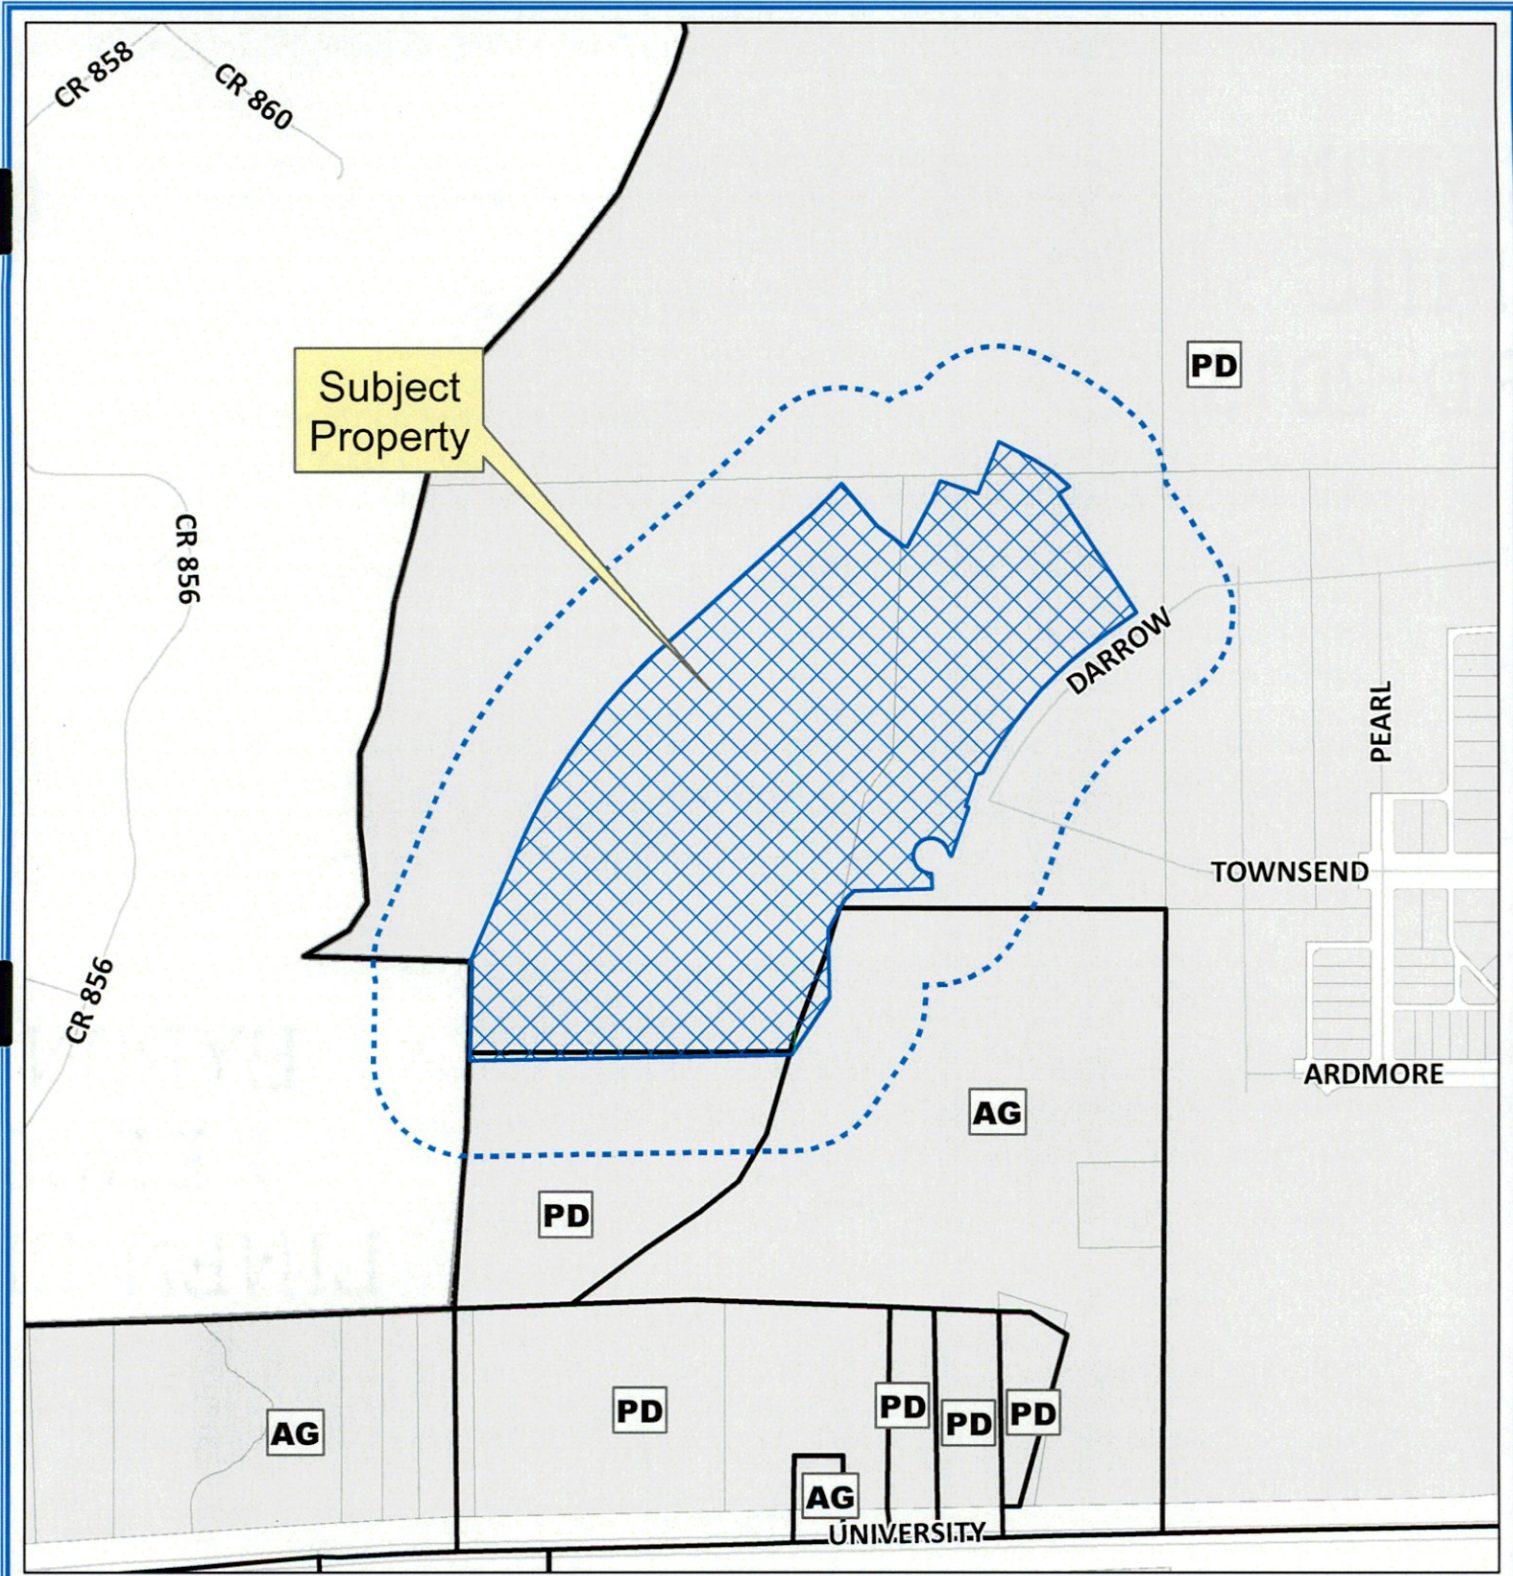 CR 858
CR 860
PD
Subject
Property
CR 856
DARROW
PEARL
TOWNSEND
CR 856
ARDMORE
AG
PD
PD
PD
PD
PD
AG
AG
UNIVERSITY